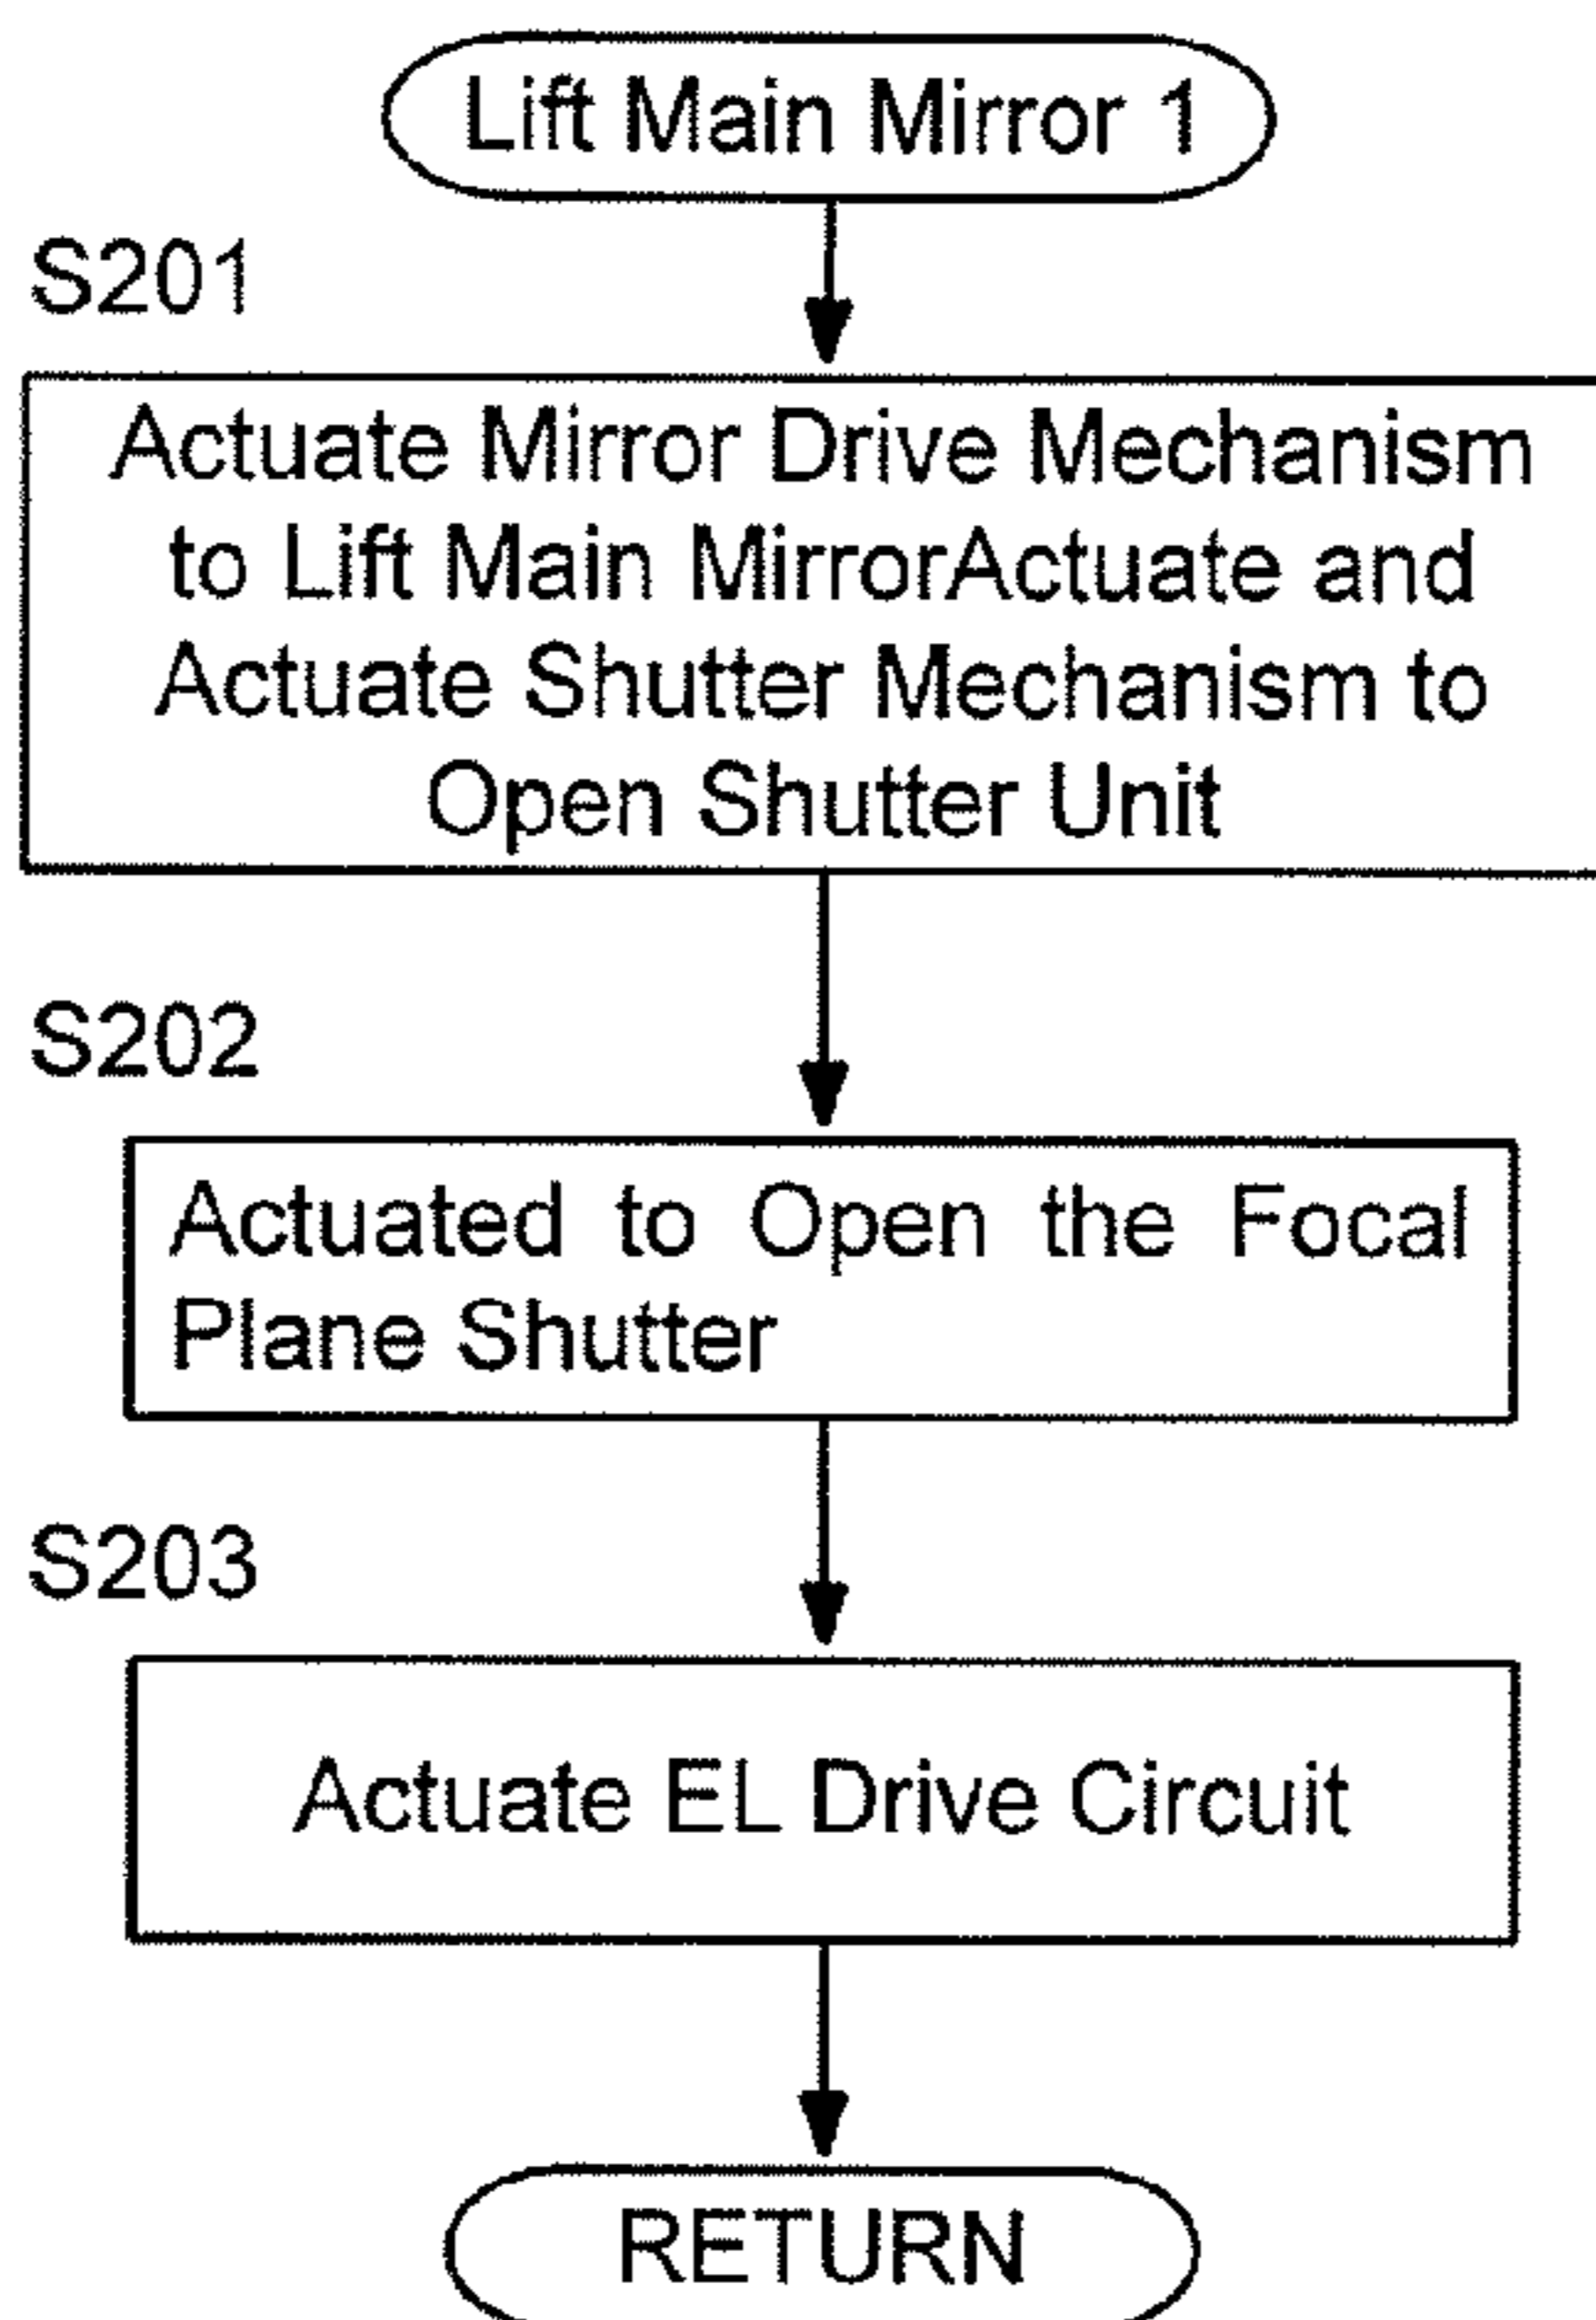 Lift Main Mirror 1
S201
Actuate Mirror Drive Mechanism
to Lift Main MirrorActuate and
Actuate Shutter Mechanism to
Open Shutter Unit
S202
Actuated to Open the Focal
Plane Shutter
S203
Actuate EL Drive Circuit
RETURN